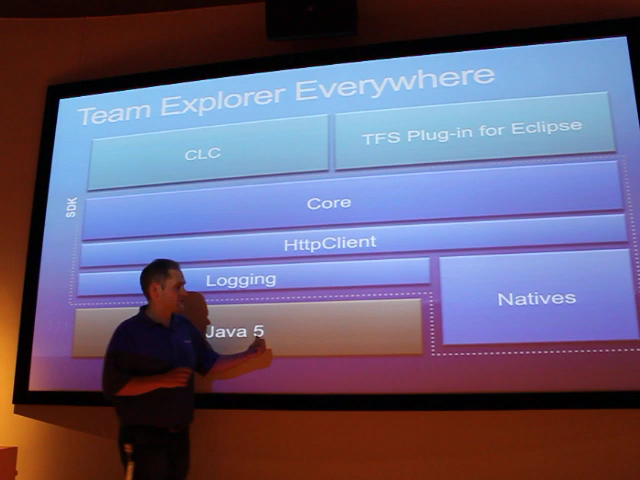 Team Explorer Everywhere
CLC
TFS Plug-in for Eclipse
SDK
Core
HttpClient
Logging
Natives
Java 5